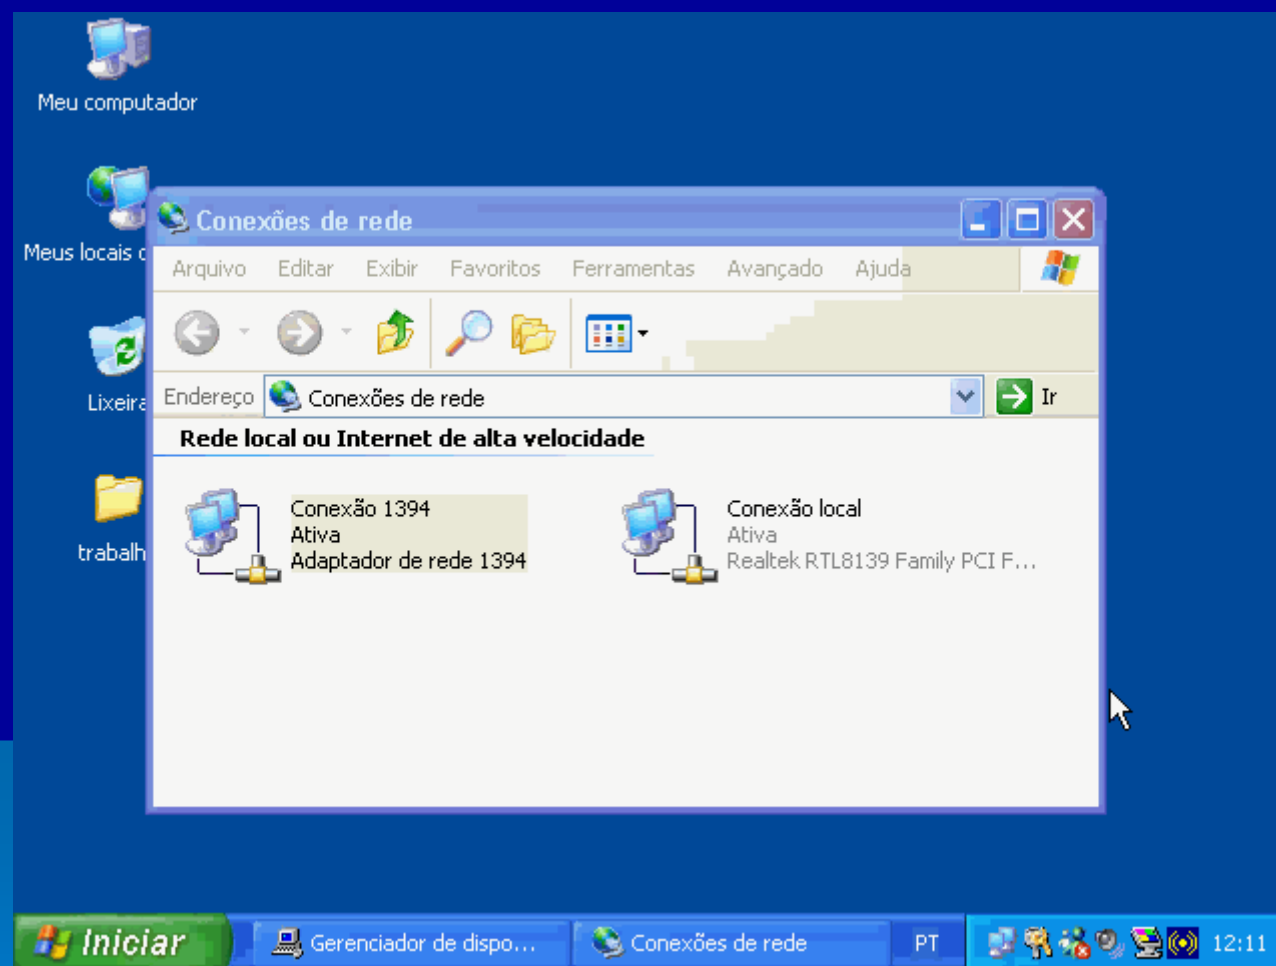 Meu computador
Meus locais
Conexões de rede
Arquivo Editar Exibir Favoritos Ferramentas Avançado Ajuda
Endereço Conexões de rede Ir
Lixeira
Rede local ou Internet de alta velocidade
Conexão 1394
Ativa
Adaptador de rede 1394
Conexão local
Ativa
Realtek RTL8139 Family PCI F...
trabalh
Iniciar Gerenciador de dispo... Conexões de rede PT 12:11